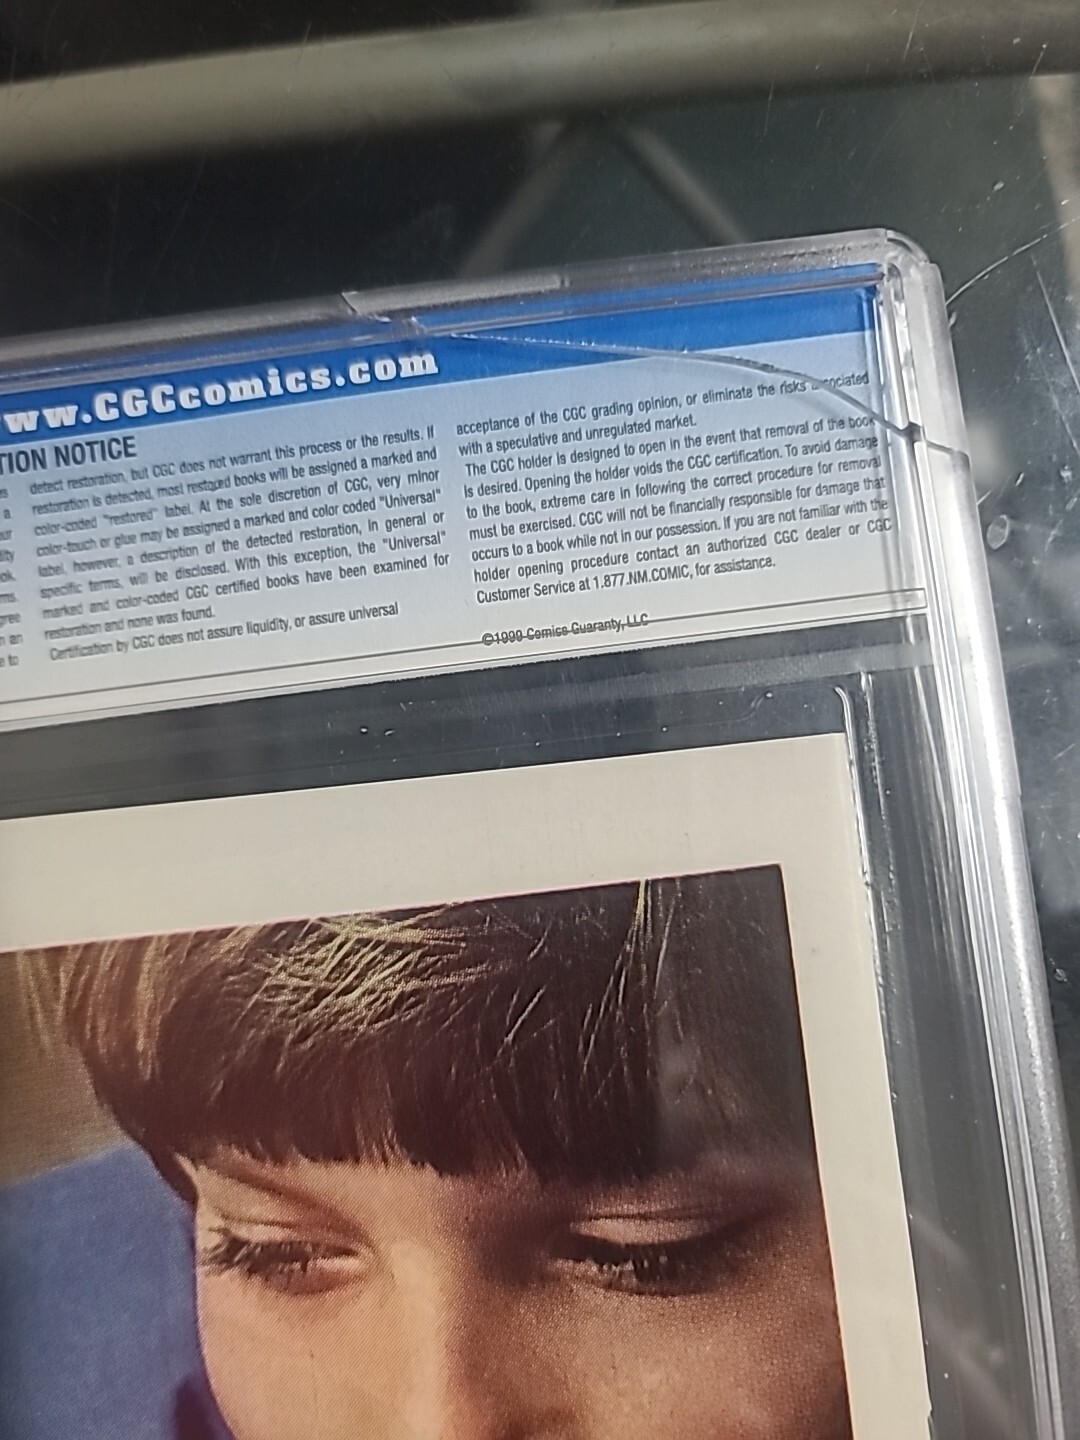 ww.CGCcomics.com
TION NOTICE
detect restoration, but CGC does not warrant this process or the results. If
restoration is detected, most restored books will be assigned a marked and
color-coded "restored" label. At the sole discretion of CGC, very minor
color-touch or glue may be assigned a marked and color coded "Universal"
label, however, a description of the detected restoration, in general or
specific terms, will be disclosed. With this exception, the "Universal"
marked and color-coded CGC certified books have been examined for
restoration and none was found.
Certification by CGC does not assure liquidity, or assure universal
acceptance of the CGC grading opinion, or eliminate the risks
with a speculative and unregulated market.
The CGC holder is designed to open in the event that removal of the book
is desired. Opening the holder voids the CGC certification. To avoid damage
to the book, extreme care in following the correct procedure for removal
must be exercised. CGC will not be financially responsible for damage that
occurs to a book while not in our possession. If you are not familiar with the
holder opening procedure contact an authorized CGC dealer or CGC
Customer Service at 1.877.NM.COMIC, for assistance.
©1999 Comics Guaranty, LLC